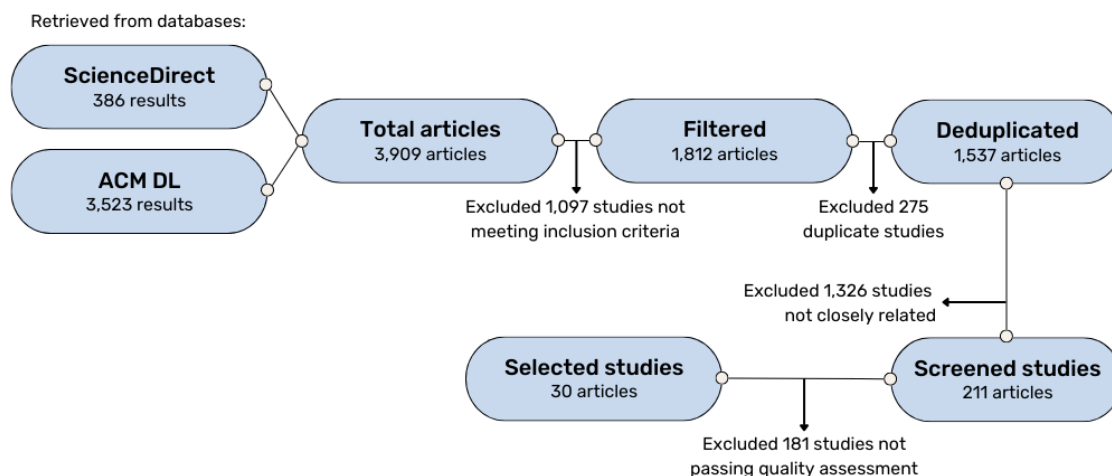 Retrieved from databases:
ScienceDirect
386 results
ACM DL
3,523 results
Total articles
3,909 articles
Excluded 1,097 studies not
meeting inclusion criteria
Filtered
1,812 articles
Excluded 275
duplicate studies
Deduplicated
1,537 articles
Excluded 1,326 studies
not closely related
Screened studies
211 articles
Excluded 181 studies not
passing quality assessment
Selected studies
30 articles